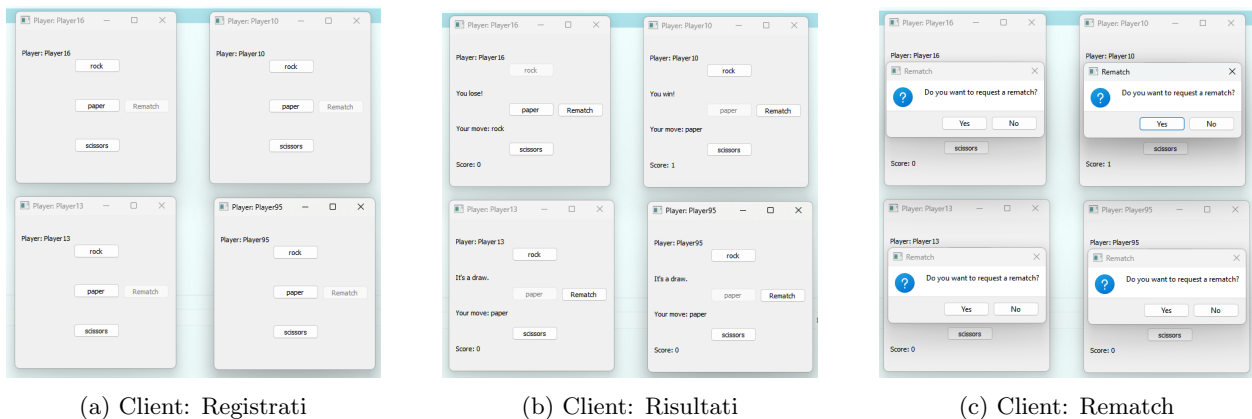 Player: Player16
Player: Player16
rock
paper
Rematch
scissors
Player: Player10
Player: Player10
rock
paper
Rematch
scissors
Player: Player13
Player: Player13
rock
paper
Rematch
scissors
Player: Player95
Player: Player95
rock
paper
Rematch
scissors
(a) Client: Registrati
Player: Player16
Player: Player16
rock
You lose!
paper
Rematch
Your move: rock
scissors
Score: 0
Player: Player10
Player: Player10
rock
You win!
paper
Rematch
Your move: paper
scissors
Score: 1
Player: Player13
Player: Player13
rock
It's a draw.
paper
Rematch
Your move: paper
scissors
Score: 0
Player: Player95
Player: Player95
rock
It's a draw.
paper
Rematch
Your move: paper
scissors
Score: 0
(b) Client: Risultati
Player: Player16
Player: Player16
Rematch
Do you want to request a rematch?
Yes
No
scissors
Score: 0
Player: Player10
Player: Player10
Rematch
Do you want to request a rematch?
Yes
No
scissors
Score: 1
Player: Player13
Player: Player13
Rematch
Do you want to request a rematch?
Yes
No
scissors
Score: 0
Player: Player95
Player: Player95
Rematch
Do you want to request a rematch?
Yes
No
scissors
Score: 0
(c) Client: Rematch